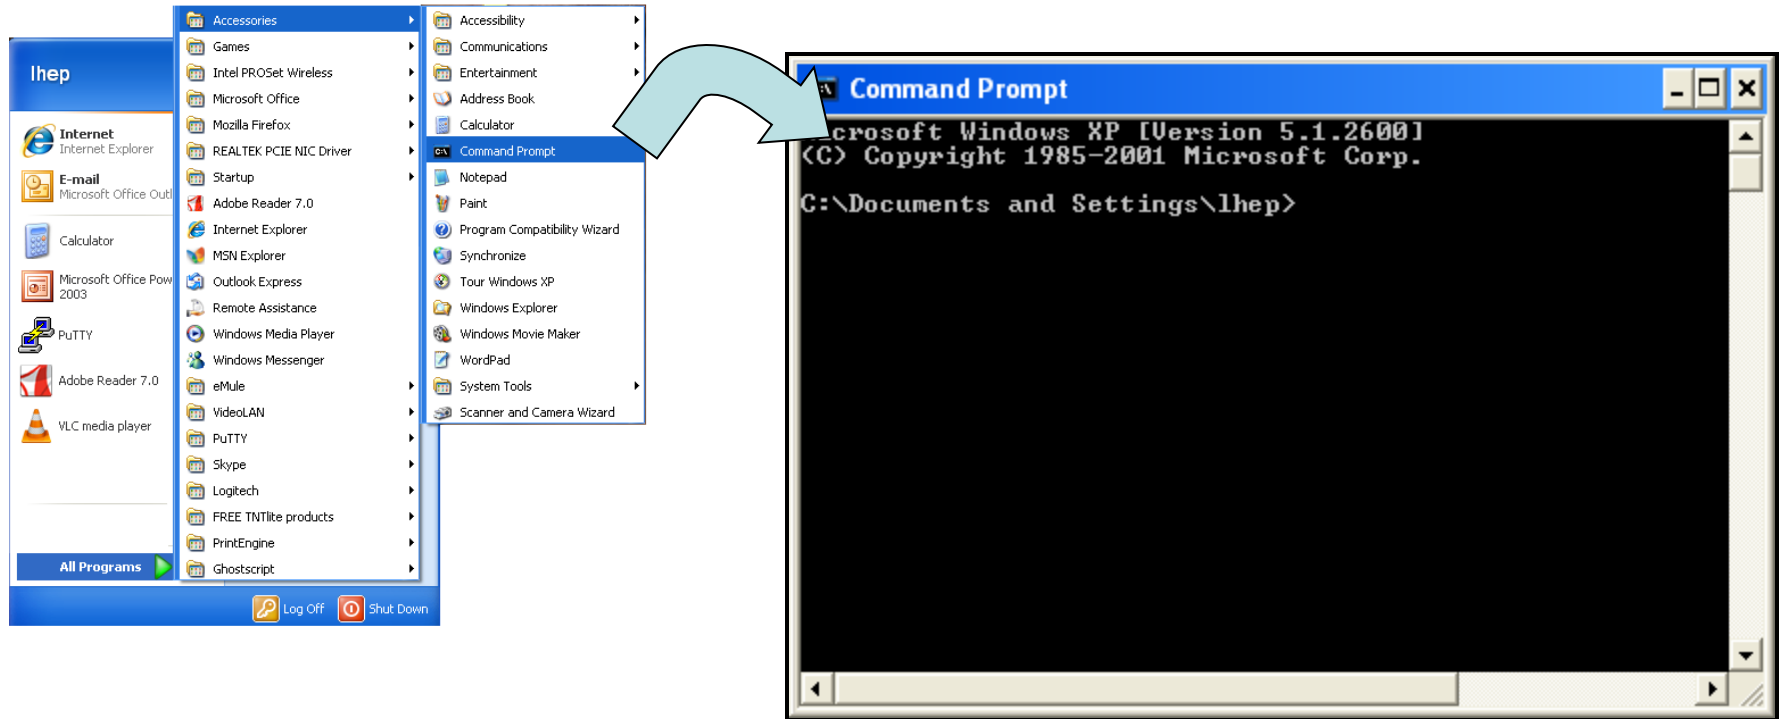 lhep
Internet
Internet Explorer
E-mail
Microsoft Office Outl
Calculator
Microsoft Office Pow
2003
PuTTY
Adobe Reader 7.0
VLC media player
All Programs
Log Off
Shut Down
Accessories
Games
Intel PROSet Wireless
Microsoft Office
Mozilla Firefox
REALTEK PCIE NIC Driver
Startup
Adobe Reader 7.0
Internet Explorer
MSN Explorer
Outlook Express
Remote Assistance
Windows Media Player
Windows Messenger
eMule
VideoLAN
PuTTY
Skype
Logitech
FREE TNTlite products
PrintEngine
Ghostscript
Accessibility
Communications
Entertainment
Address Book
Calculator
Command Prompt
Notepad
Paint
Program Compatibility Wizard
Synchronize
Tour Windows XP
Windows Explorer
Windows Movie Maker
WordPad
System Tools
Scanner and Camera Wizard
Command Prompt
icrosoft Windows XP [Version 5.1.2600]
(C) Copyright 1985-2001 Microsoft Corp.
C:\Documents and Settings\lhep>